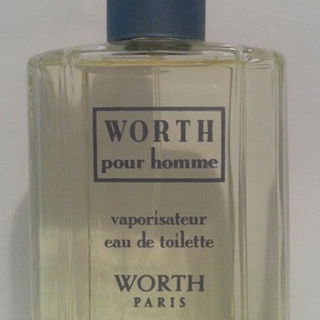 WORTH
pour homme
vaporisateur
eau de toilette
WORTH
PARIS